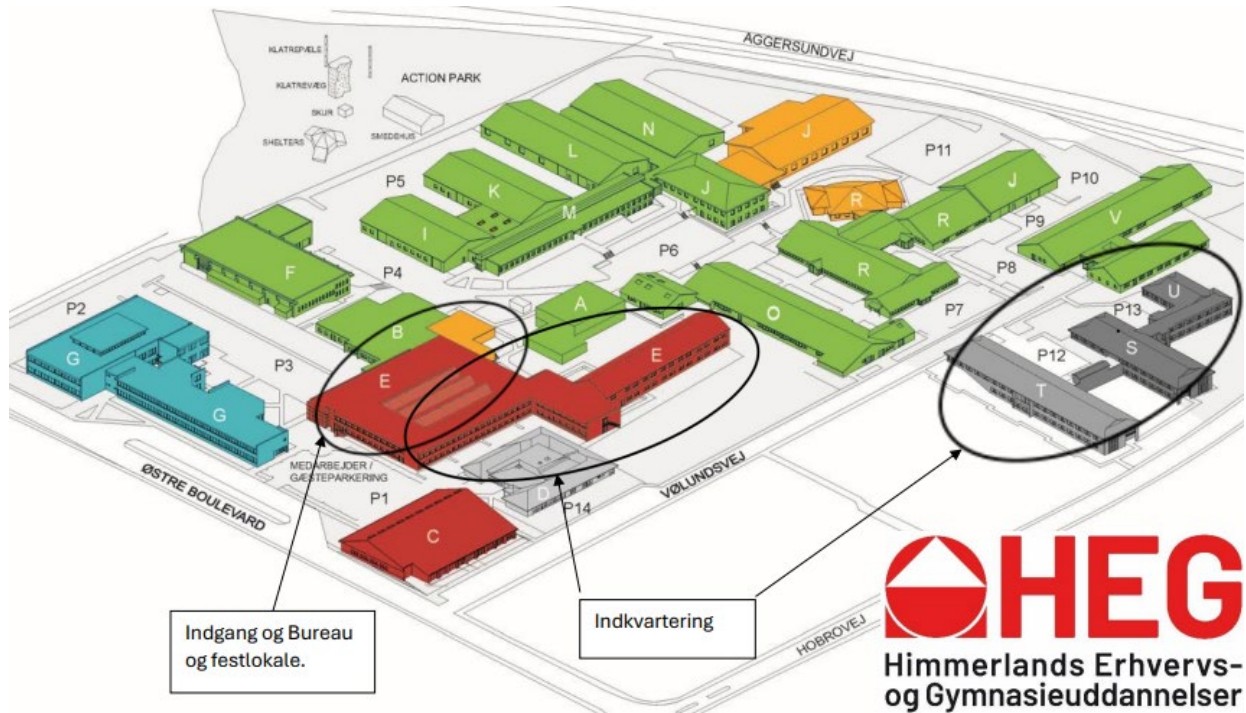 AGGERSUNDVEJ
KLATREPÆLE
ACTION PARK
KLATREVÆG
SKUR
SMEDEHUS
SHELTERS
N
J
L
P11
P5
K
J
J
P10
M
R
R
V
I
P9
P6
F
P4
R
P8
U
P2
A
P7
P13
B
O
S
G
P3
E
E
P12
T
G
MEDARBEJDER /
GÆSTEPARKERING
ØSTRE BOULEVARD
VØLUNDSVEJ
P1
D
P14
C
HOBROVEJ
Indgang og Bureau
og festlokale.
Indkvartering
HEG
Himmerlands Erhvervs-
og Gymnasieuddannelser